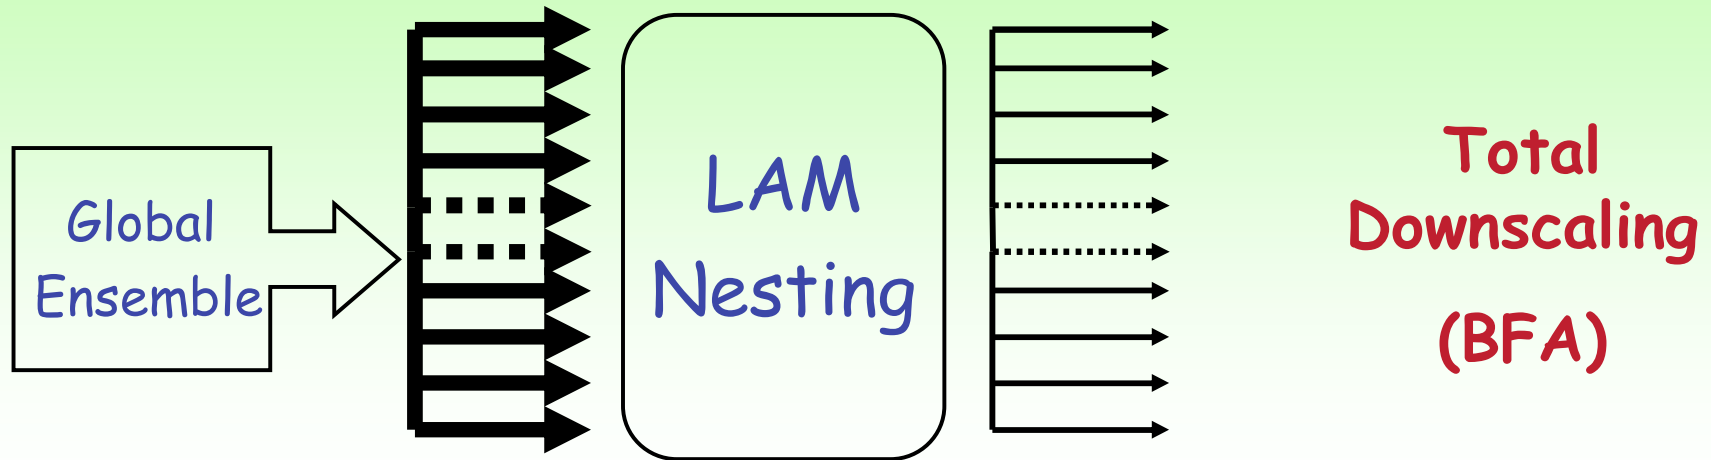 Global
Ensemble
LAM
Nesting
Total
Downscaling
(BFA)